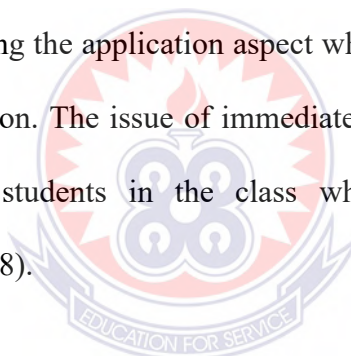 ng the application aspect wh
on. The issue of immediate
students in the class wh
8).
EDUCATION FOR SERVICE